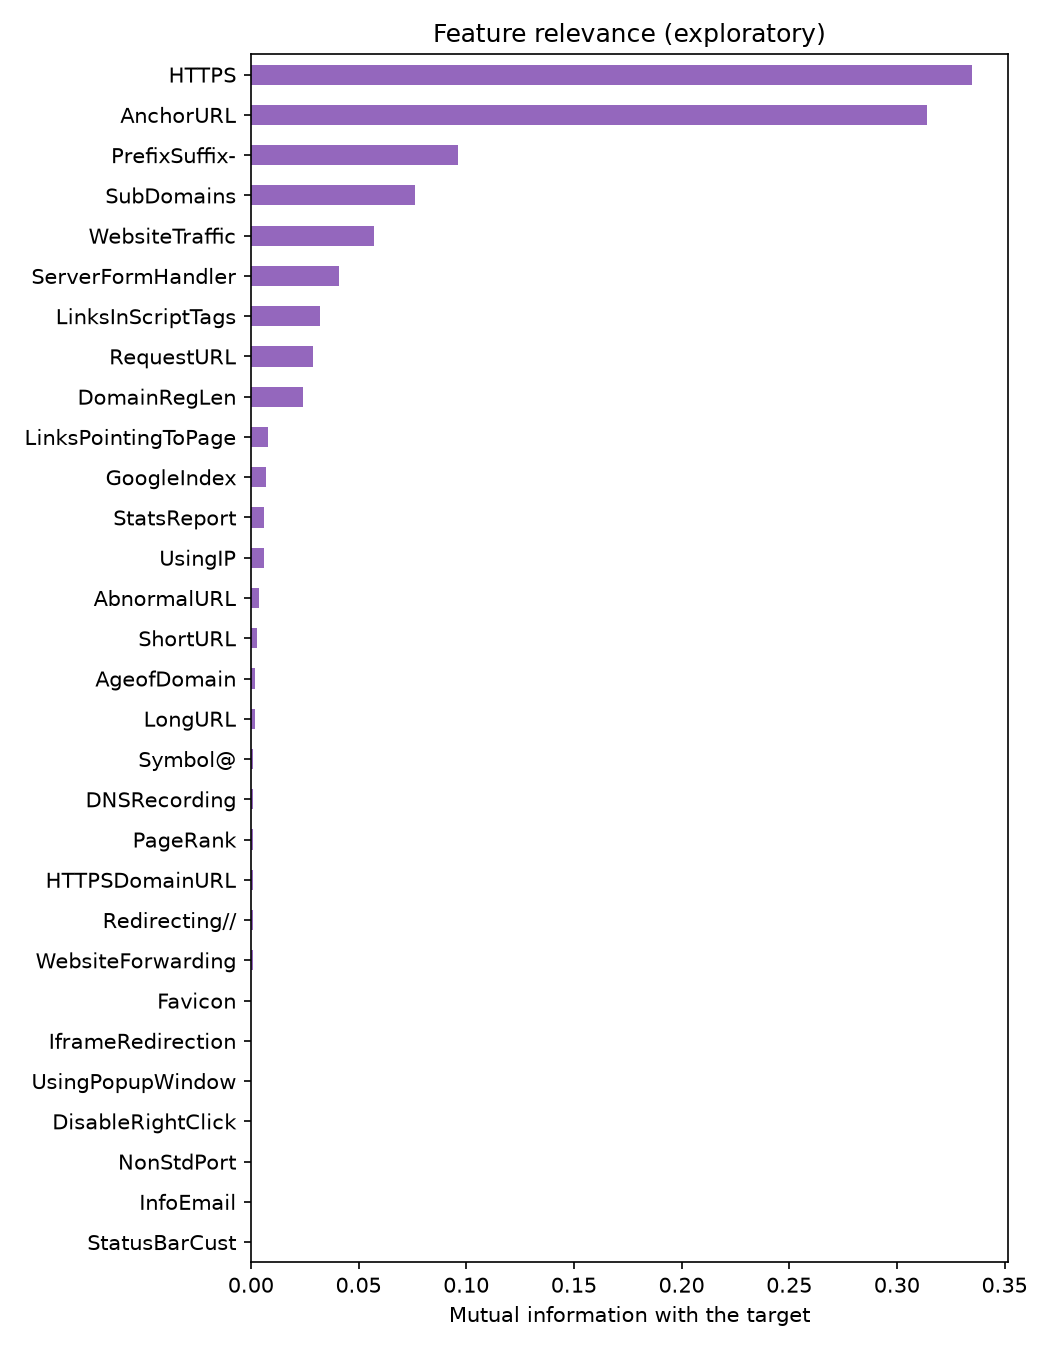 Feature relevance (exploratory)
HTTPS
AnchorURL
PrefixSuffix-
SubDomains
WebsiteTraffic
ServerFormHandler
LinksInScriptTags
RequestURL
DomainRegLen
LinksPointingToPage
GoogleIndex
StatsReport
UsingIP
AbnormalURL
ShortURL
AgeofDomain
LongURL
Symbol@
DNSRecording
PageRank
HTTPSDomainURL
Redirecting//
WebsiteForwarding
Favicon
IframeRedirection
UsingPopupWindow
DisableRightClick
NonStdPort
InfoEmail
StatusBarCust
0.00 0.05 0.10 0.15 0.20 0.25 0.30 0.35
Mutual information with the target